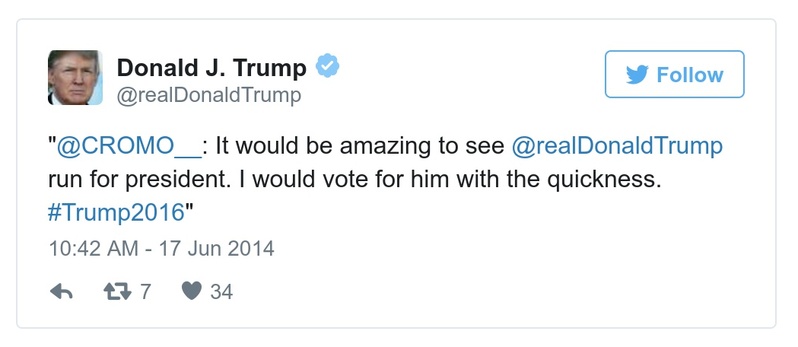 Donald J. Trump
@realDonaldTrump
Follow
"@CROMO__: It would be amazing to see @realDonaldTrump
run for president. I would vote for him with the quickness.
#Trump2016"
10:42 AM - 17 Jun 2014
7 34